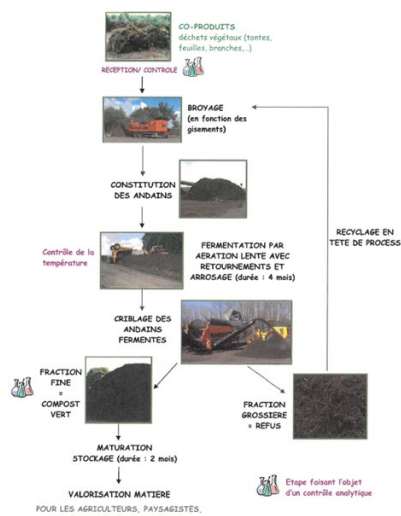 CO-PRODUITS
déchets végétaux (tontes,
feuilles, branches,..)
RECEPTION/ CONTROLE
BROYAGE
(en fonction des
gisements)
CONSTITUTION
DES ANDAINS
RECYCLAGE EN
TETE DE PROCESS
Contrôle de la
température
FERMENTATION PAR
AERATION LENTE AVEC
RETOURNEMENTS ET
ARROSAGE (durée : 4 mois)
CRIBLAGE DES
ANDAINS
FERMENTES
FRACTION
FINE
=
COMPOST
VERT
FRACTION
GROSSIERE
= REFUS
MATURATION
STOCKAGE (durée : 2 mois)
VALORISATION MATIERE
POUR LES AGRICULTEURS, PAYSAGISTES,
Etape faisant l'objet
d'un contrôle analytique